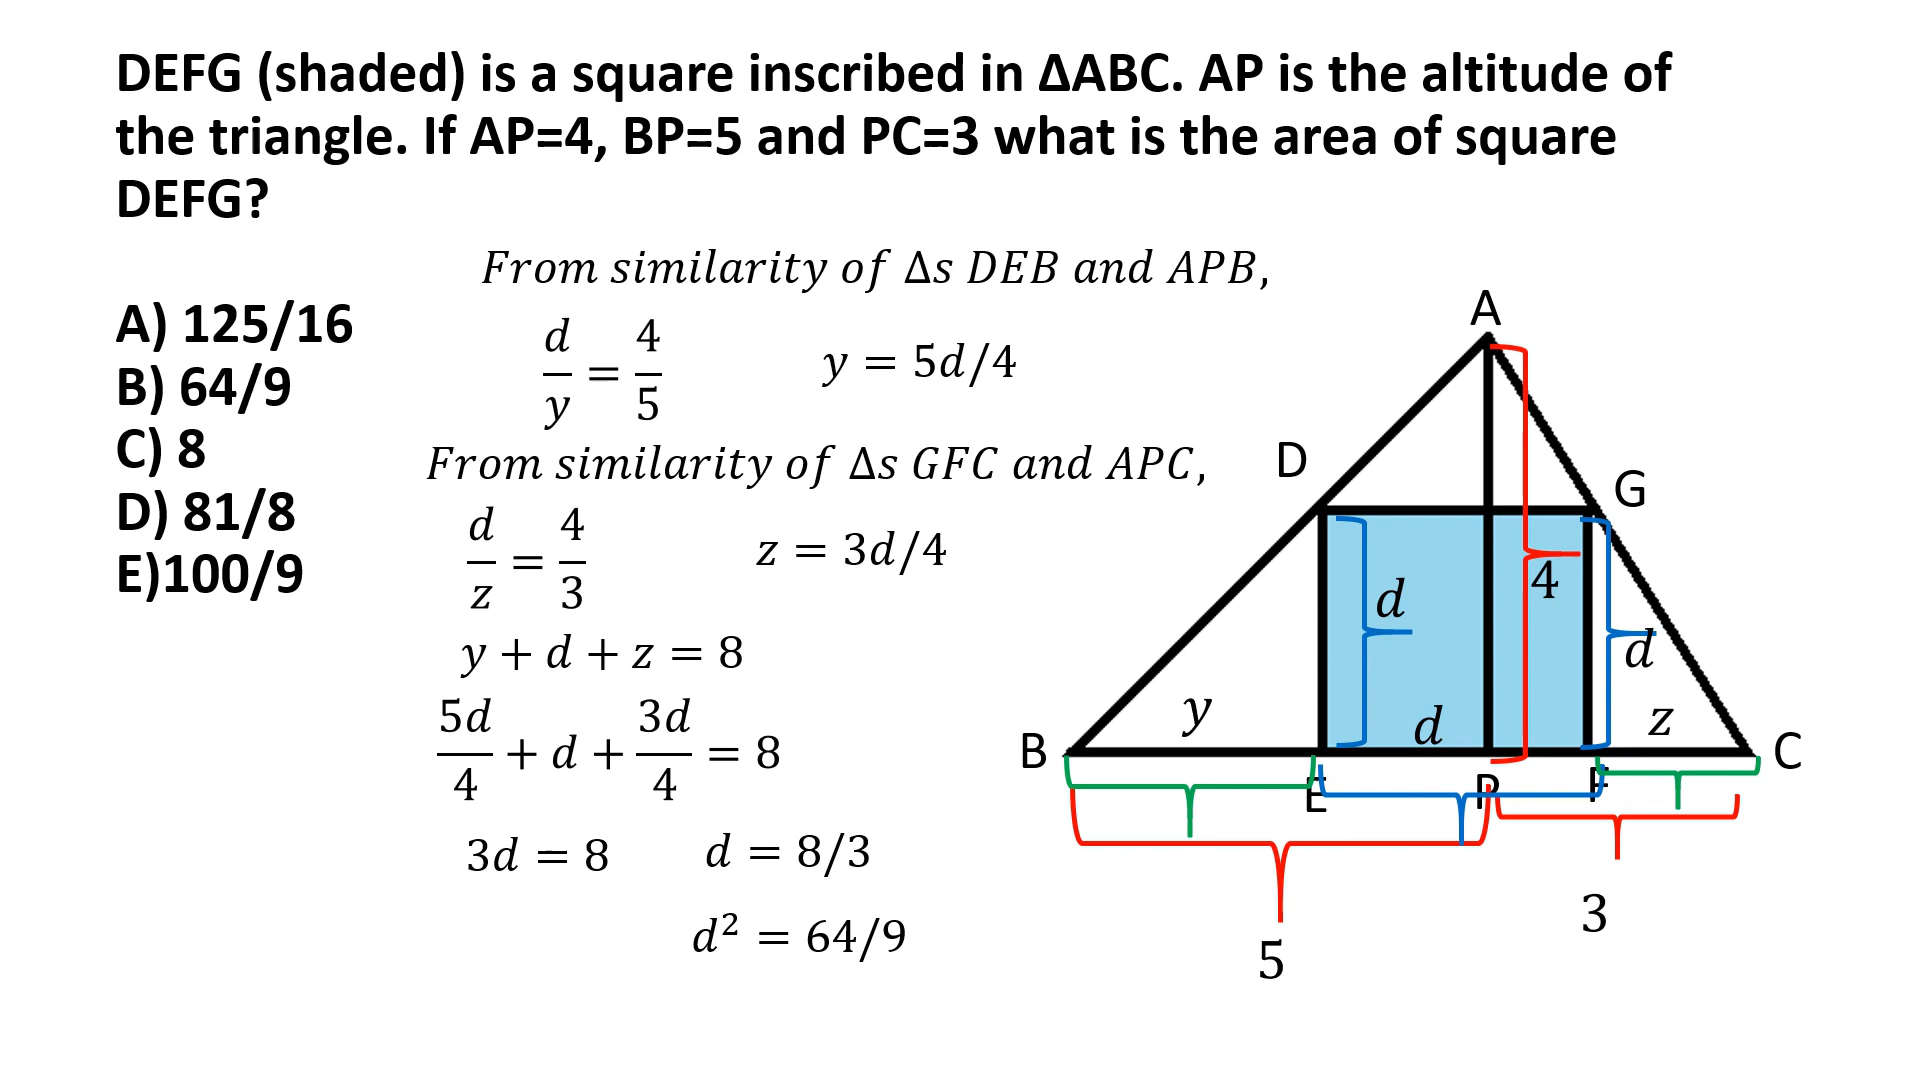 DEFG (shaded) is a square inscribed in ΔABC. AP is the altitude of
the triangle. If AP=4, BP=5 and PC=3 what is the area of square
DEFG?
A) 125/16
B) 64/9
C) 8
D) 81/8
E)100/9
From similarity of Δs DEB and APB,
d/y = 4/5   y = 5d/4
From similarity of Δs GFC and APC,
d/z = 4/3   z = 3d/4
y + d + z = 8
5d/4 + d + 3d/4 = 8
3d = 8   d = 8/3
d² = 64/9
A
D
G
4
d
d
y
d
z
B
C
E
P
F
3
5